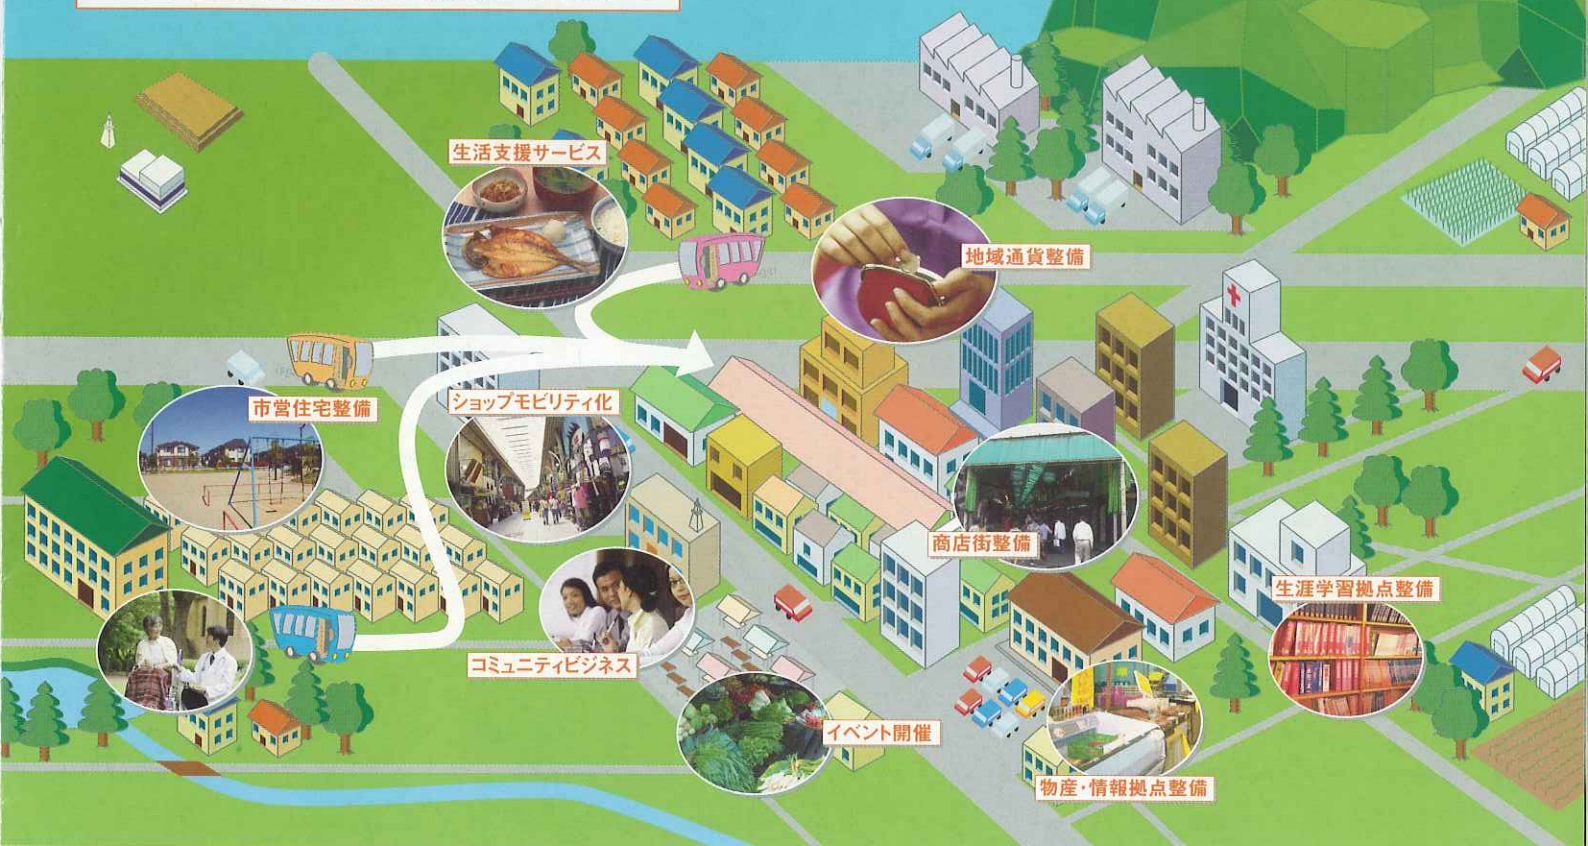 生活支援サービス
地域通貨整備
市営住宅整備
ショップモビリティ化
商店街整備
生涯学習拠点整備
コミュニティビジネス
イベント開催
物産・情報拠点整備